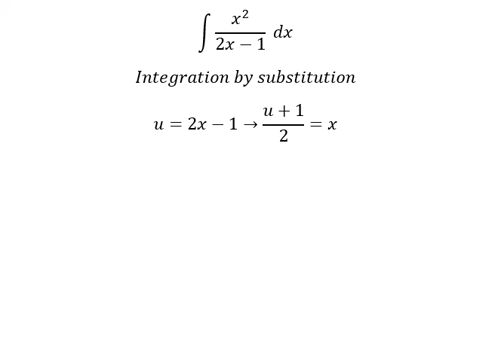 ∫ x²/(2x − 1) dx
Integration by substitution
u = 2x − 1 → (u + 1)/2 = x